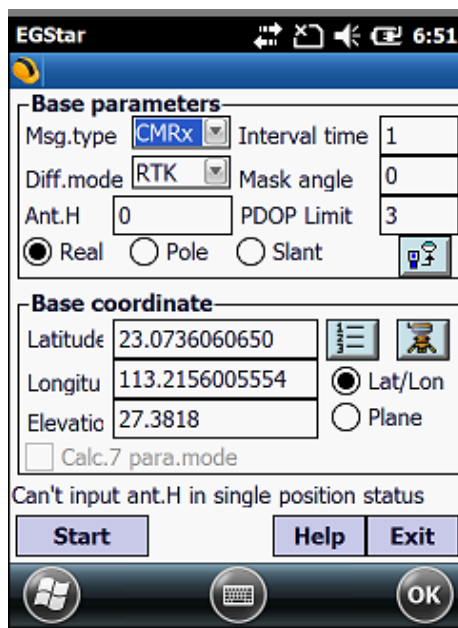 EGStar 6:51
Base parameters
Msg.type CMRx Interval time 1
Diff.mode RTK Mask angle 0
Ant.H 0 PDOP Limit 3
Real Pole Slant
Base coordinate
Latitude 23.0736060650
Longitu 113.2156005554 Lat/Lon
Elevatio 27.3818 Plane
Calc.7 para.mode
Can't input ant.H in single position status
Start Help Exit
OK